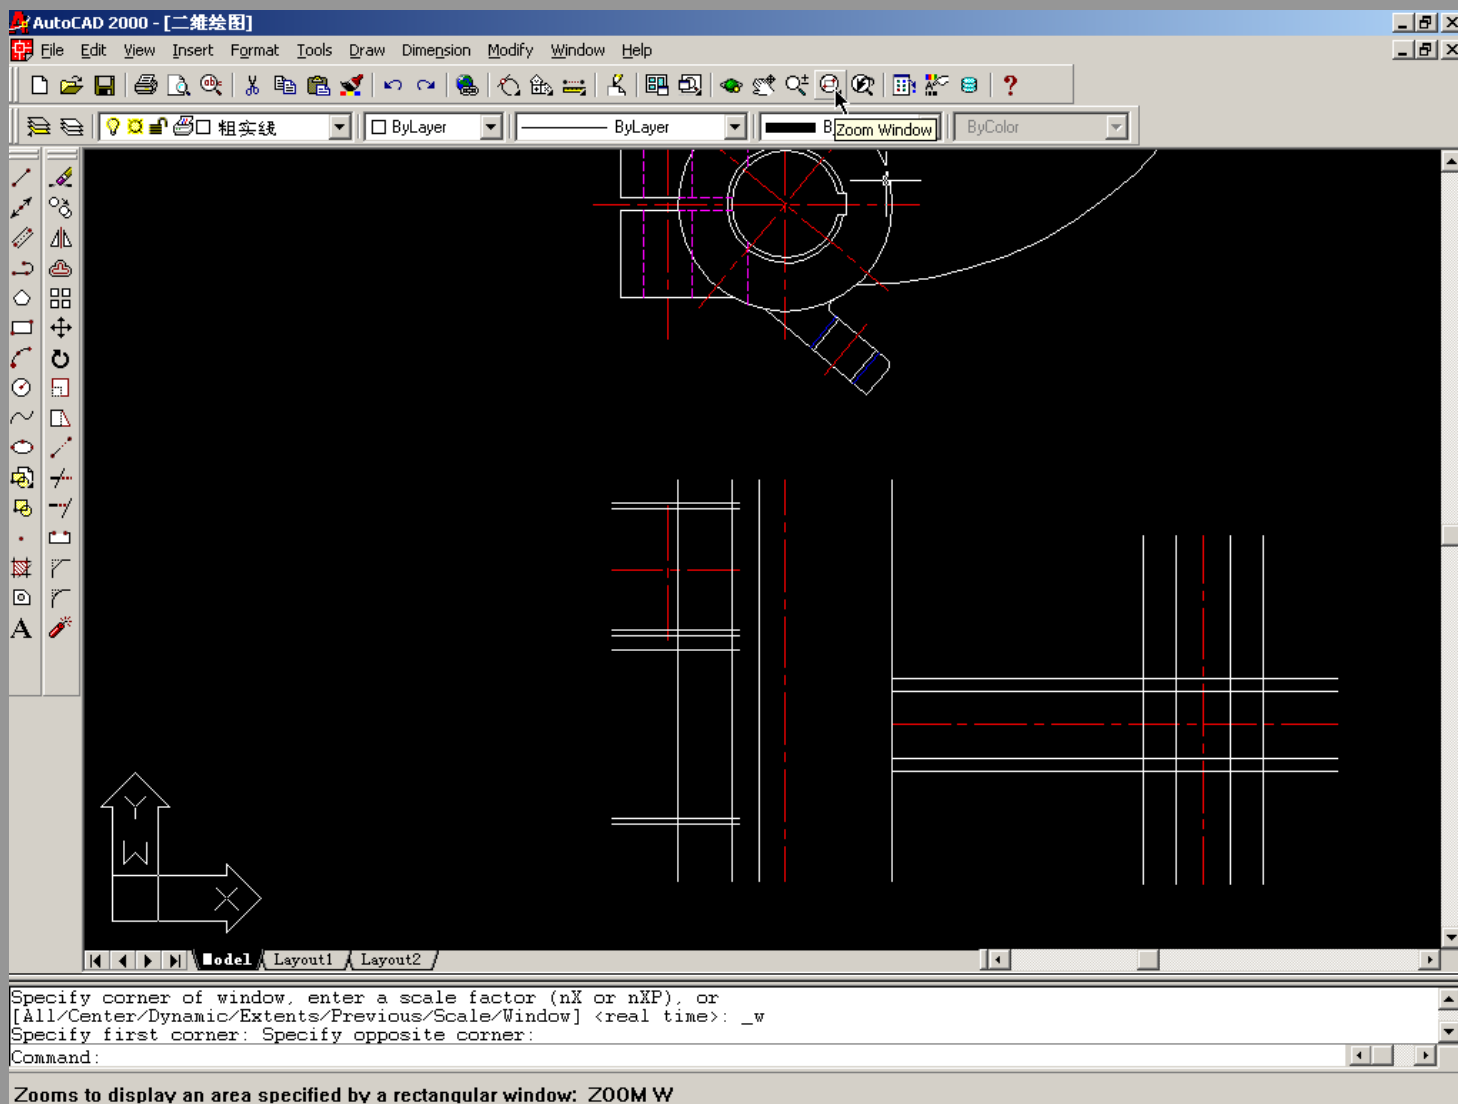 AutoCAD 2000 - [二维绘图]
File Edit View Insert Format Tools Draw Dimension Modify Window Help
粗实线 ByLayer ByLayer B ByColor
Zoom Window
A
Y
W
X
Model Layout1 Layout2
Specify corner of window, enter a scale factor (nX or nXP), or
[All/Center/Dynamic/Extents/Previous/Scale/Window] <real time>: _w
Specify first corner: Specify opposite corner:
Command:
Zooms to display an area specified by a rectangular window: ZOOM W